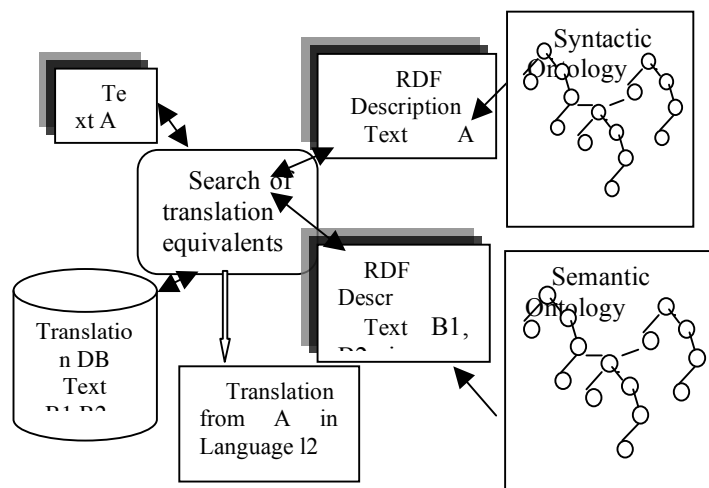 Te
xt A
RDF
Description
Text A
Syntactic
Ontology
Search of
translation
equivalents
RDF
Descr
Text B1,
Semantic
Ontology
Translatio
n DB
Text
Translation
from A in
Language l2